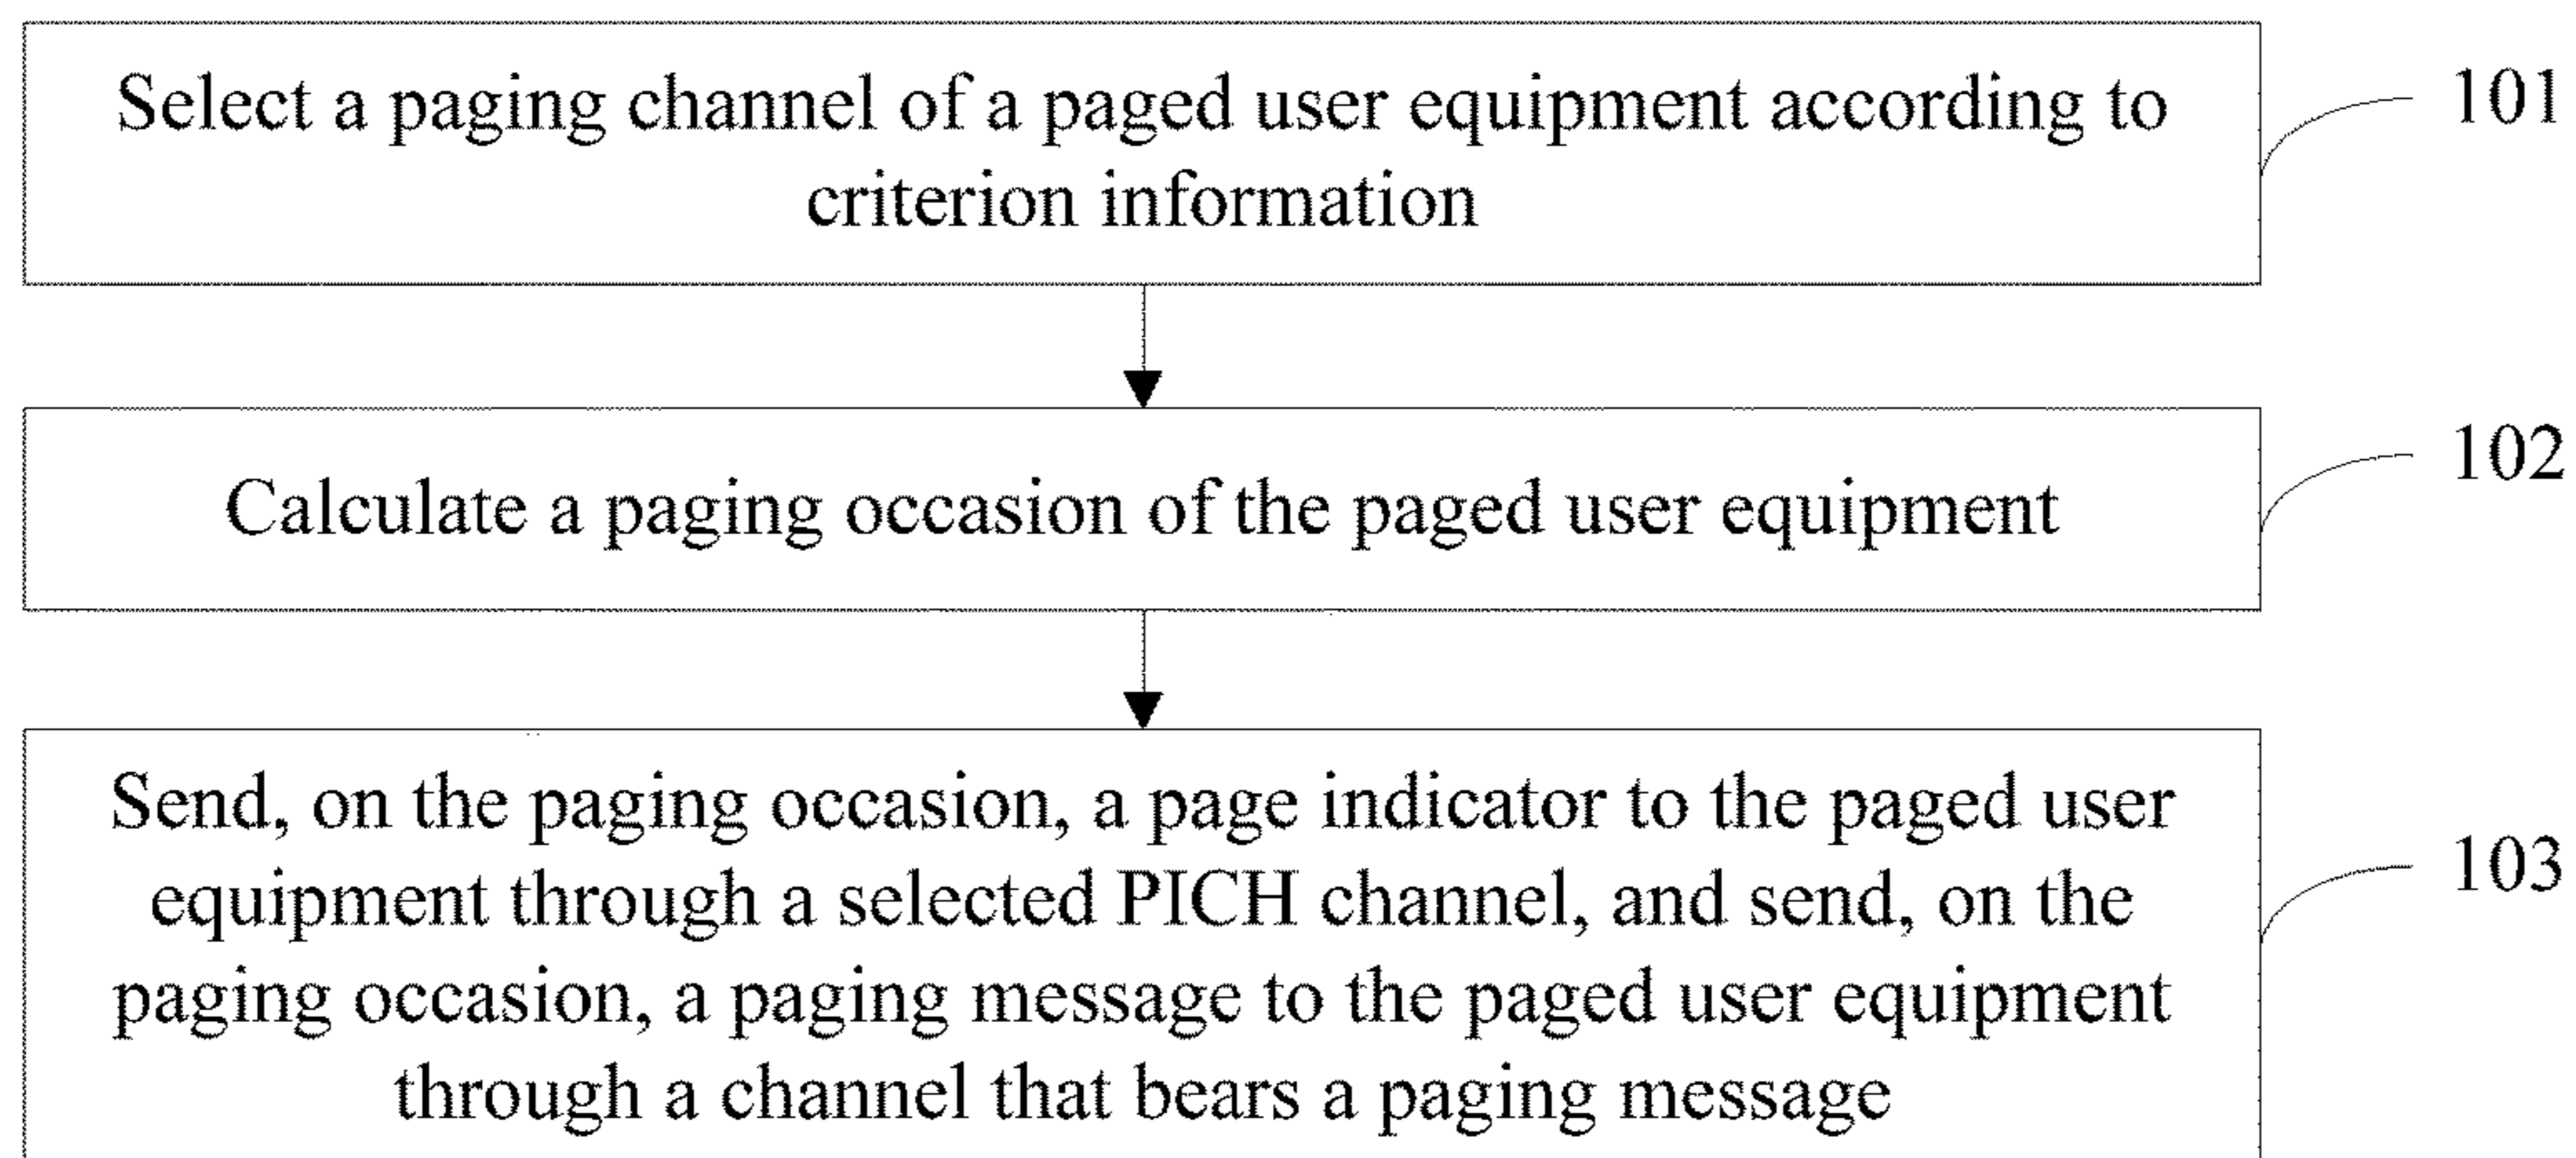 Select a paging channel of a paged user equipment according to
criterion information
101
Calculate a paging occasion of the paged user equipment
102
Send, on the paging occasion, a page indicator to the paged user
equipment through a selected PICH channel, and send, on the
paging occasion, a paging message to the paged user equipment
through a channel that bears a paging message
103